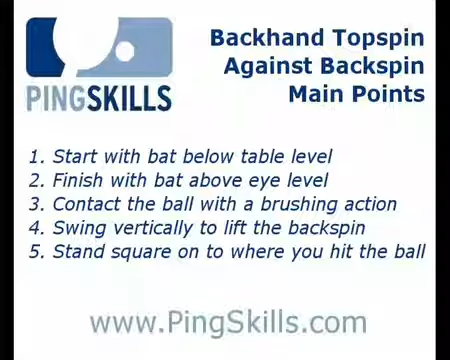 PINGSKILLS
Backhand Topspin
Against Backspin
Main Points
1. Start with bat below table level
2. Finish with bat above eye level
3. Contact the ball with a brushing action
4. Swing vertically to lift the backspin
5. Stand square on to where you hit the ball
www.PingSkills.com